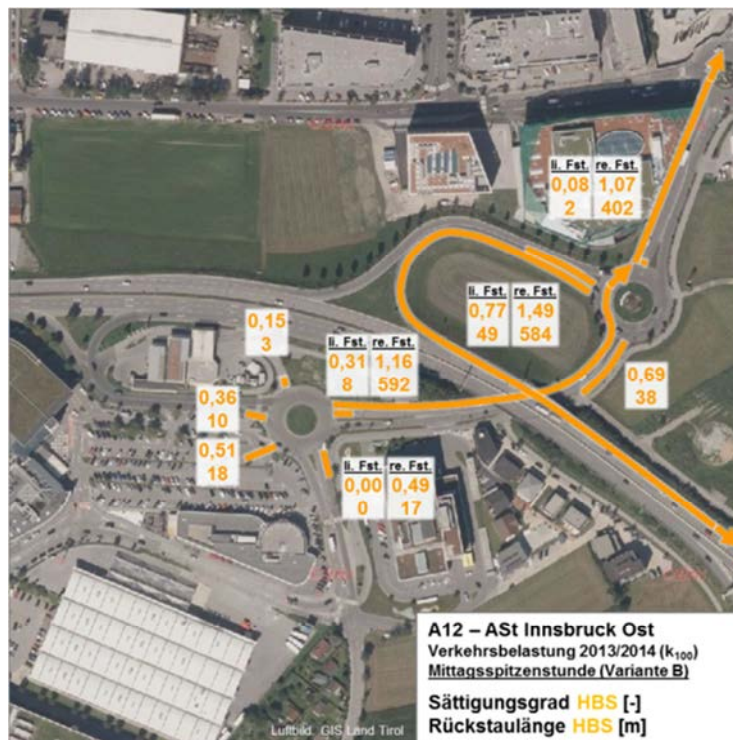 li. Fst. re. Fst.
0,08 1,07
2 402
li. Fst. re. Fst.
0,77 1,49
49 584
0,15
3
li. Fst. re. Fst.
0,31 1,16
8 592
0,69
38
0,36
10
0,51
18
li. Fst. re. Fst.
0,00 0,49
0 17
A12 – ASt Innsbruck Ost
Verkehrsbelastung 2013/2014 (k100)
Mittagsspitzenstunde (Variante B)
Sättigungsgrad HBS [-]
Rückstaulänge HBS [m]
Luftbild: GIS Land Tirol